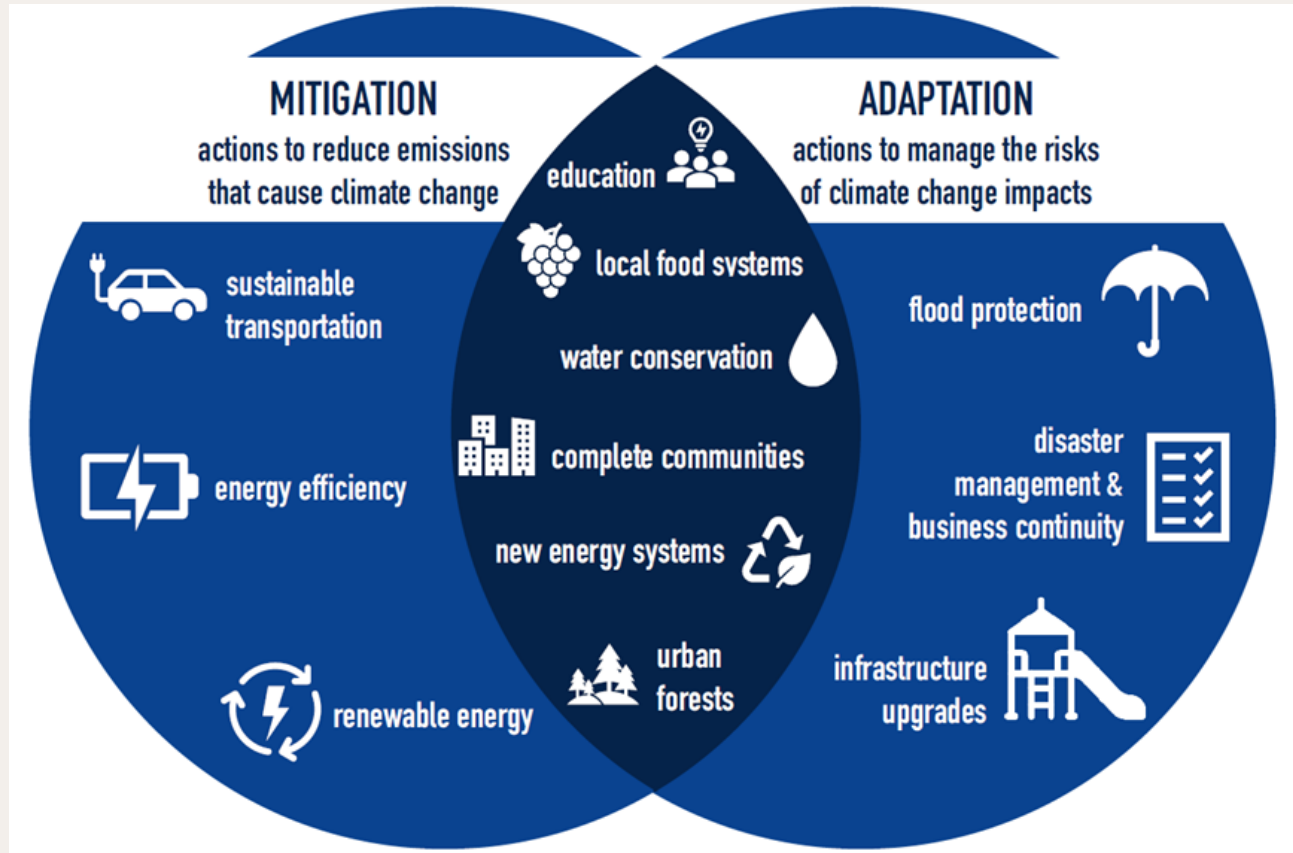 MITIGATION
actions to reduce emissions
that cause climate change
sustainable
transportation
energy efficiency
renewable energy
education
local food systems
water conservation
complete communities
new energy systems
urban
forests
ADAPTATION
actions to manage the risks
of climate change impacts
flood protection
disaster
management &
business continuity
infrastructure
upgrades